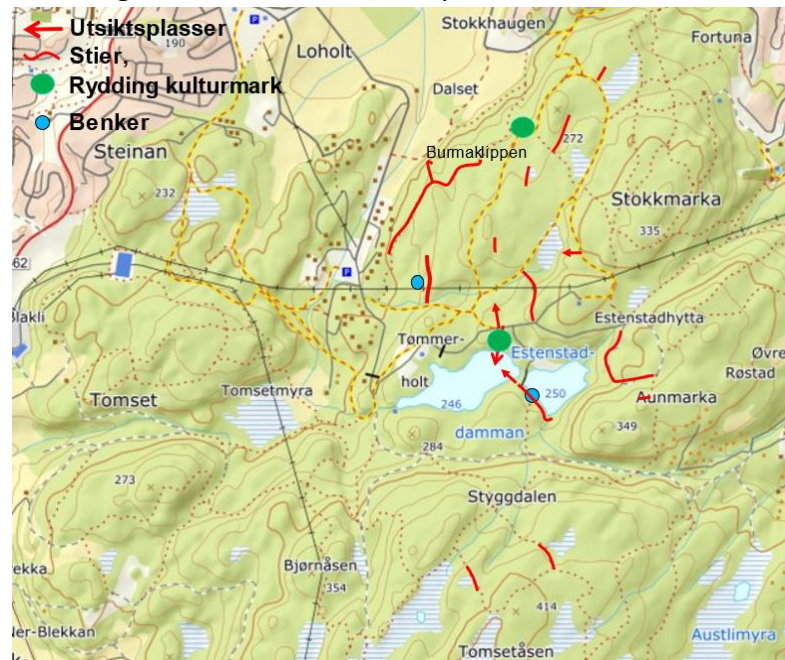 Utsiktsplasser
Stier,
Rydding kulturmark
Benker
190
Loholt
Stokkhaugen
Fortuna
P
Dalset
272
Steinan
Burmaklippen
232
Stokkmarka
335
62
P
Blakli
Estenstadhytta
Tømmer-
holt
Estenstad-
damman
Øvre
Røstad
Tomset
Tomsetmyra
246
250
Aunmarka
349
284
273
Styggdalen
ekka
Bjørnåsen
354
414
ler-Blekkan
Austlimyra
Tomsetåsen